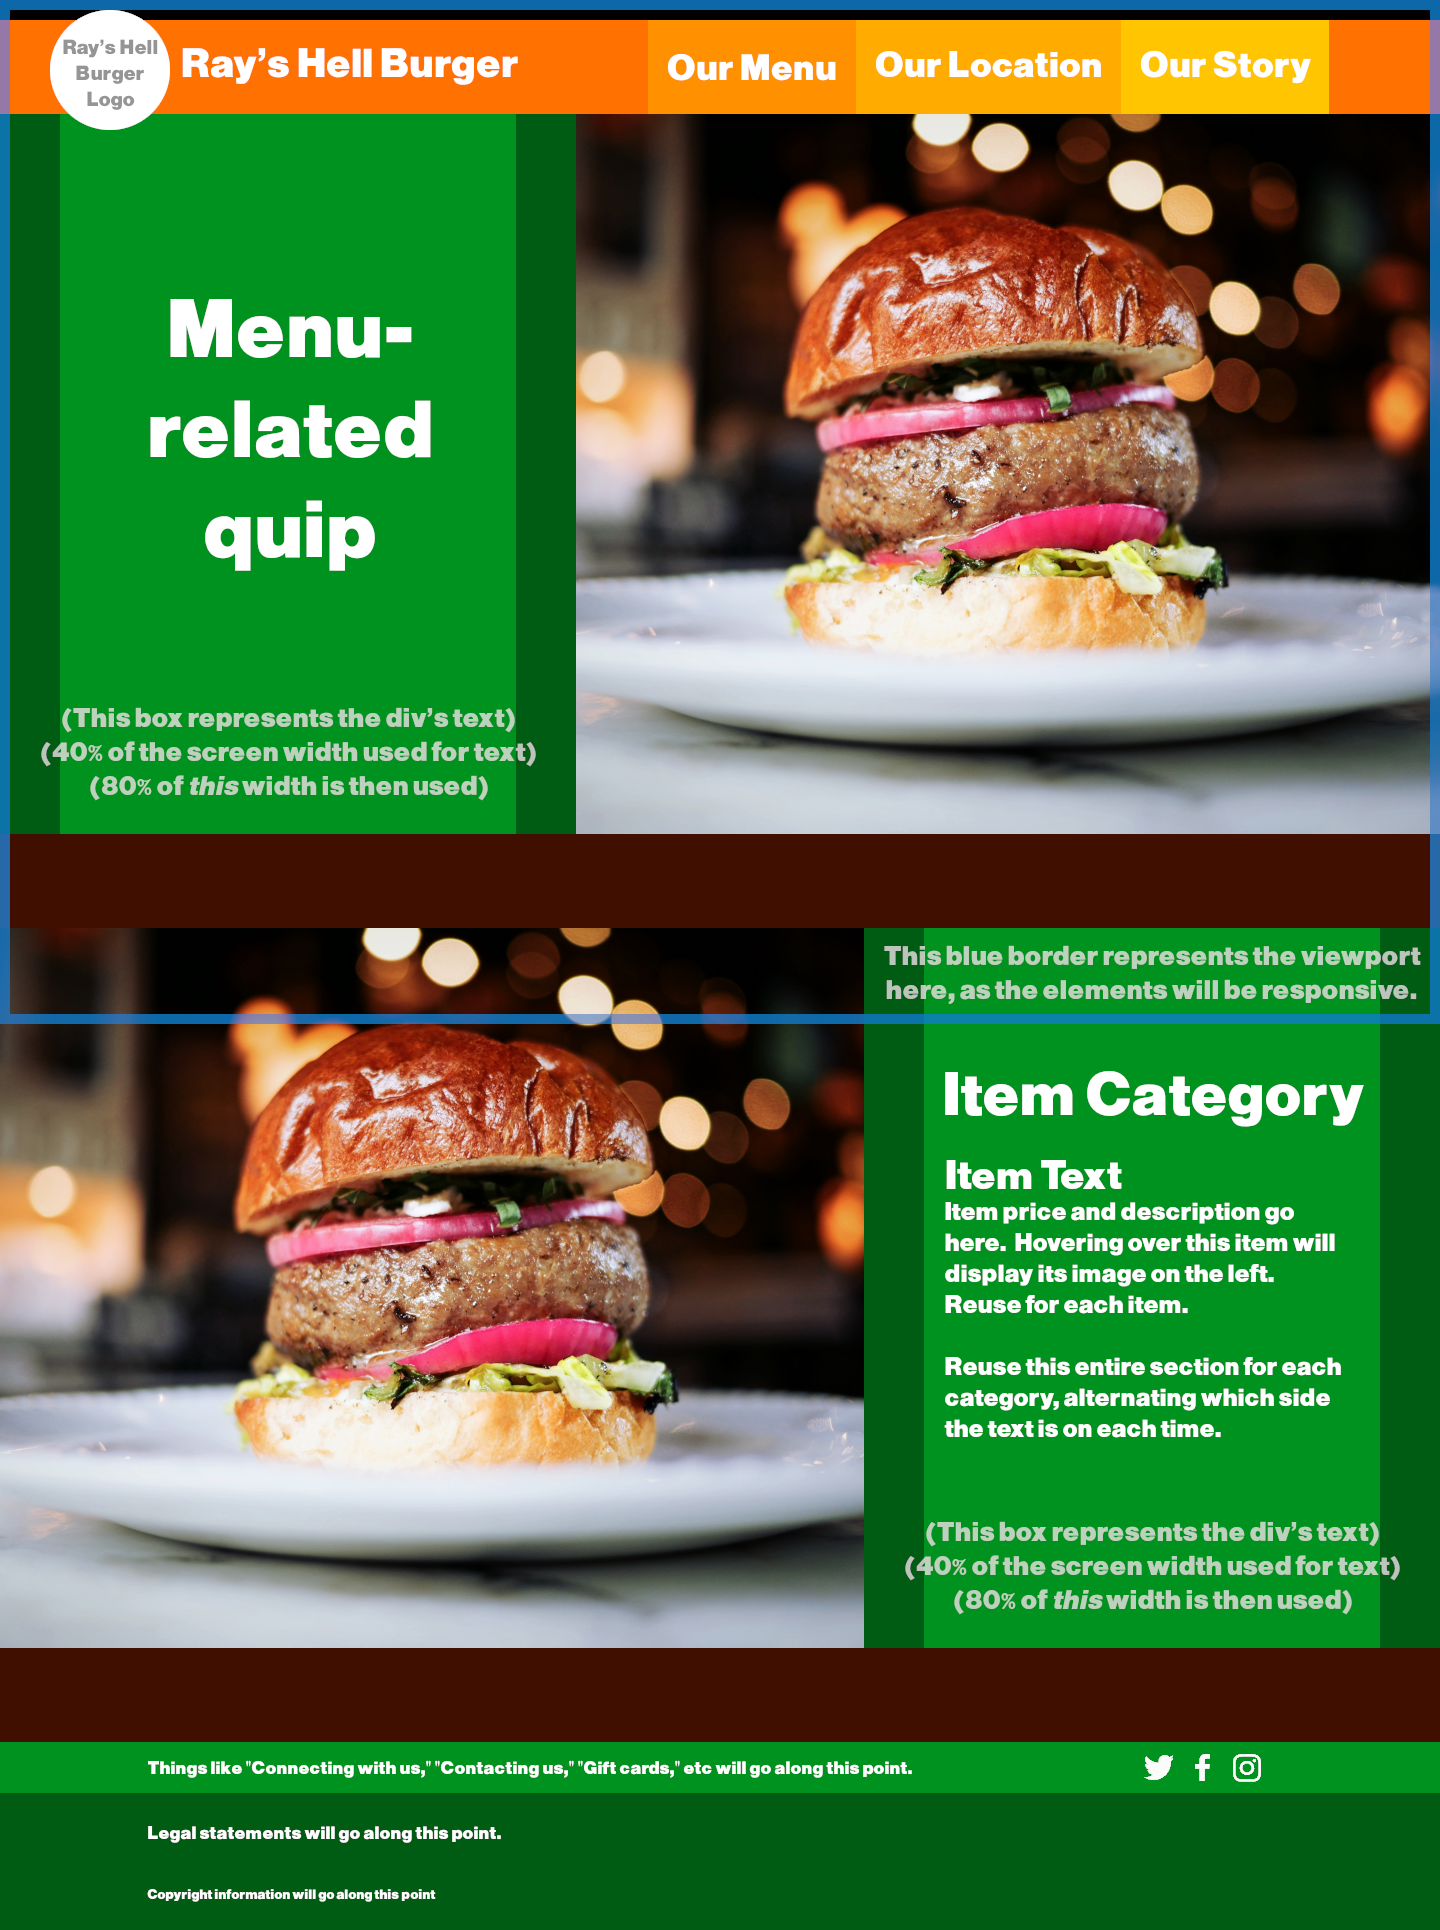 Ray’s Hell
Burger
Logo
Ray’s Hell Burger
Our Menu
Our Location
Our Story
Menu-
related
quip
(This box represents the div’s text)
(40% of the screen width used for text)
(80% of this width is then used)
This blue border represents the viewport
here, as the elements will be responsive.
Item Category
Item Text
Item price and description go
here. Hovering over this item will
display its image on the left.
Reuse for each item.
Reuse this entire section for each
category, alternating which side
the text is on each time.
(This box represents the div’s text)
(40% of the screen width used for text)
(80% of this width is then used)
Things like "Connecting with us," "Contacting us," "Gift cards," etc will go along this point.
Legal statements will go along this point.
Copyright information will go along this point